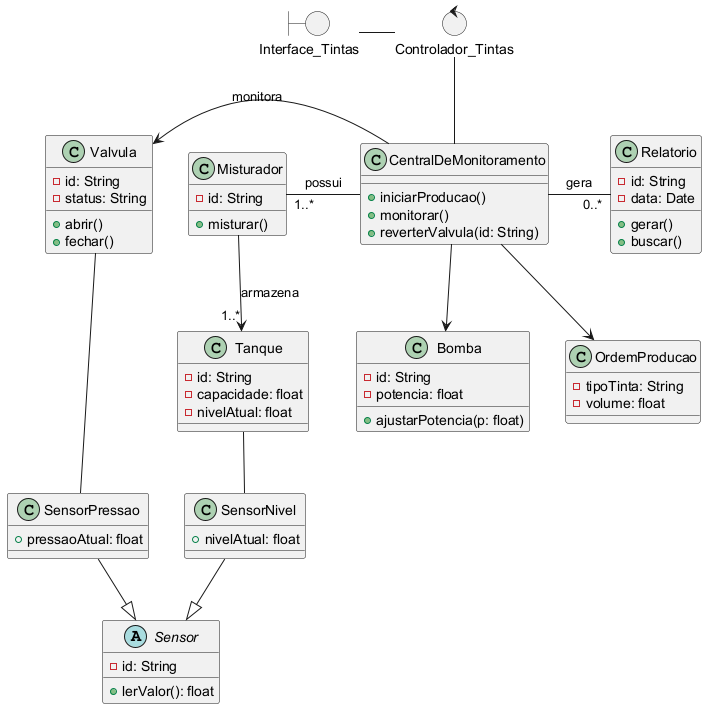 Interface_Tintas
Controlador_Tintas
monitora
C Valvula
id: String
status: String
abrir()
fechar()
C Misturador
id: String
misturar()
possui
1..*
C CentralDeMonitoramento
iniciarProducao()
monitorar()
reverterValvula(id: String)
gera
0..*
C Relatorio
id: String
data: Date
gerar()
buscar()
armazena
1..*
C Tanque
id: String
capacidade: float
nivelAtual: float
C Bomba
id: String
potencia: float
ajustarPotencia(p: float)
C OrdemProducao
tipoTinta: String
volume: float
C SensorPressao
pressaoAtual: float
C SensorNivel
nivelAtual: float
A Sensor
id: String
lerValor(): float